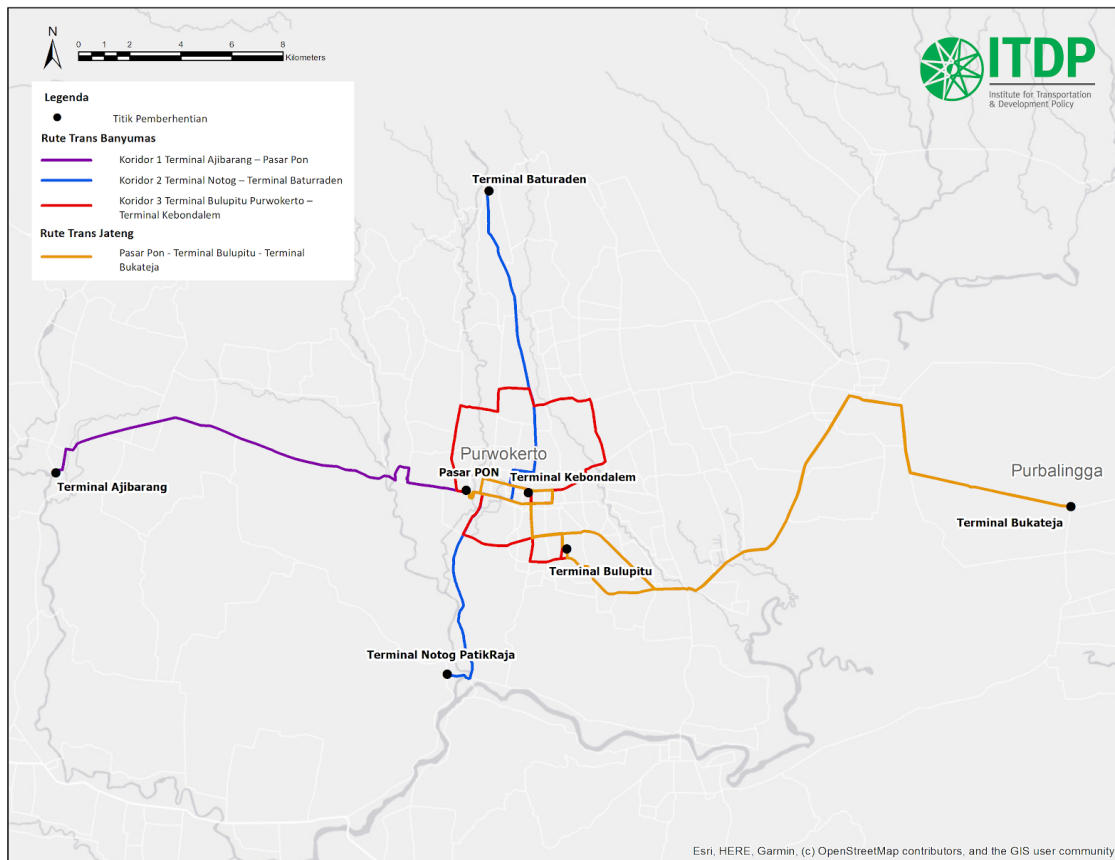 N
0 1 2 4 6 8
Kilometers
ITDP
Institute for Transportation
& Development Policy
Legenda
Titik Pemberhentian
Rute Trans Banyumas
Koridor 1 Terminal Ajibarang – Pasar Pon
Koridor 2 Terminal Notog – Terminal Baturraden
Koridor 3 Terminal Bulupitu Purwokerto –
Terminal Kebondalem
Rute Trans Jateng
Pasar Pon - Terminal Bulupitu - Terminal
Bukateja
Terminal Baturaden
Purwokerto
Pasar PON
Terminal Kebondalem
Purbalingga
Terminal Ajibarang
Terminal Bukateja
Terminal Bulupitu
Terminal Notog PatikRaja
Esri, HERE, Garmin, (c) OpenStreetMap contributors, and the GIS user community